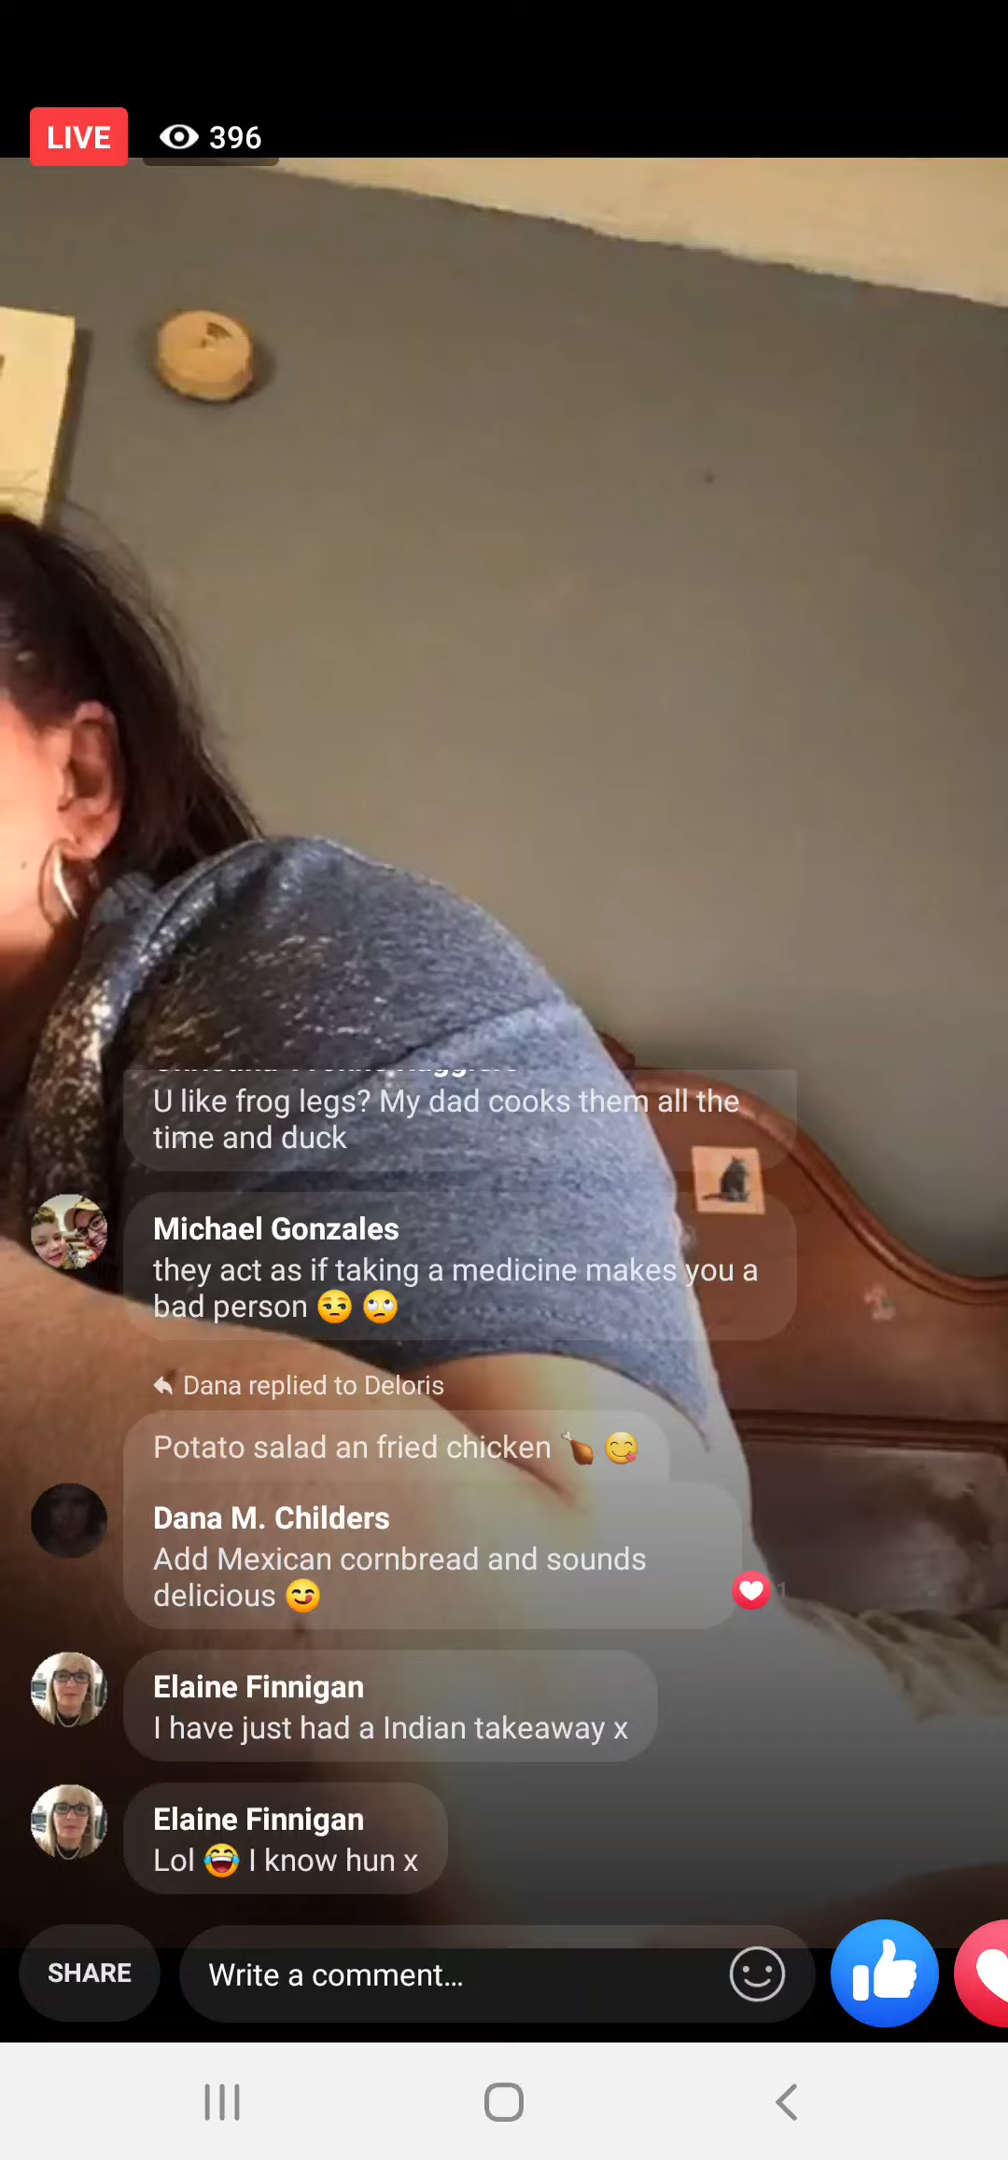 LIVE 396
U like frog legs? My dad cooks them all the
time and duck
Michael Gonzales
they act as if taking a medicine makes you a
bad person 😒 🙄
Dana replied to Deloris
Potato salad an fried chicken 🍗 😋
Dana M. Childers
Add Mexican cornbread and sounds
delicious 😋
1
Elaine Finnigan
I have just had a Indian takeaway x
Elaine Finnigan
Lol 😂 I know hun x
SHARE Write a comment...